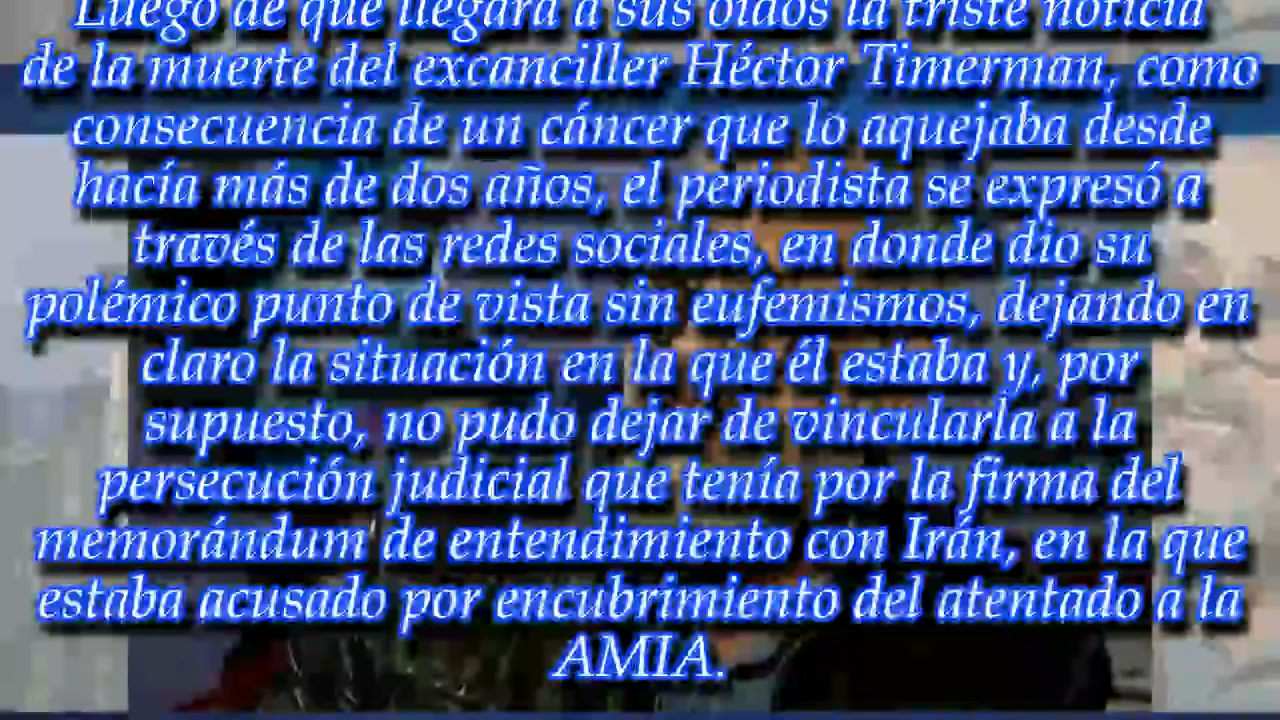 Luego de que llegara a sus oídos la triste noticia
de la muerte del excanciller Héctor Timerman, como
consecuencia de un cáncer que lo aquejaba desde
hacía más de dos años, el periodista se expresó a
través de las redes sociales, en donde dio su
polémico punto de vista sin eufemismos, dejando en
claro la situación en la que él estaba y, por
supuesto, no pudo dejar de vincularla a la
persecución judicial que tenía por la firma del
memorándum de entendimiento con Irán, en la que
estaba acusado por encubrimiento del atentado a la
AMIA.